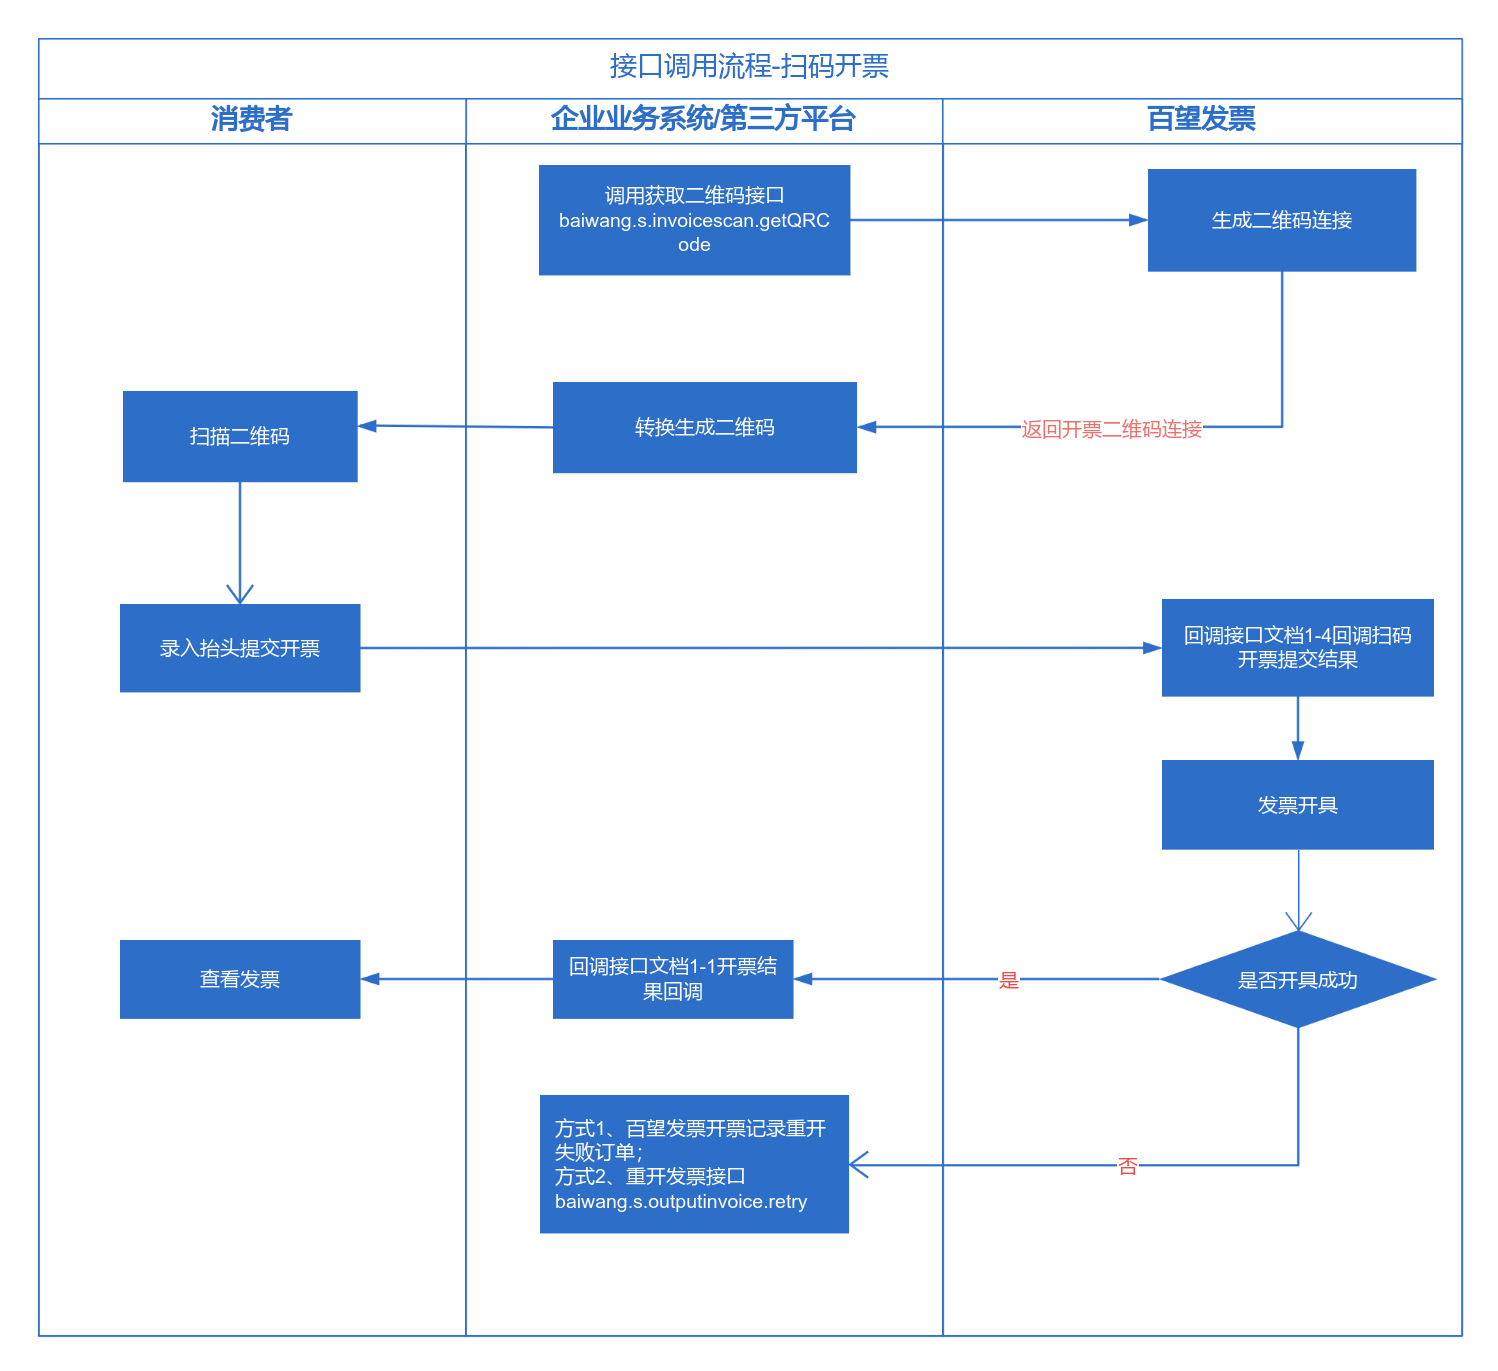 接口调用流程-扫码开票
消费者
企业业务系统/第三方平台
百望发票
调用获取二维码接口
baiwang.s.invoicescan.getQRC
ode
生成二维码连接
扫描二维码
转换生成二维码
返回开票二维码连接
录入抬头提交开票
回调接口文档1-4回调扫码
开票提交结果
发票开具
查看发票
回调接口文档1-1开票结
果回调
是
是否开具成功
方式1、百望发票开票记录重开
失败订单；
方式2、重开发票接口
baiwang.s.outputinvoice.retry
否